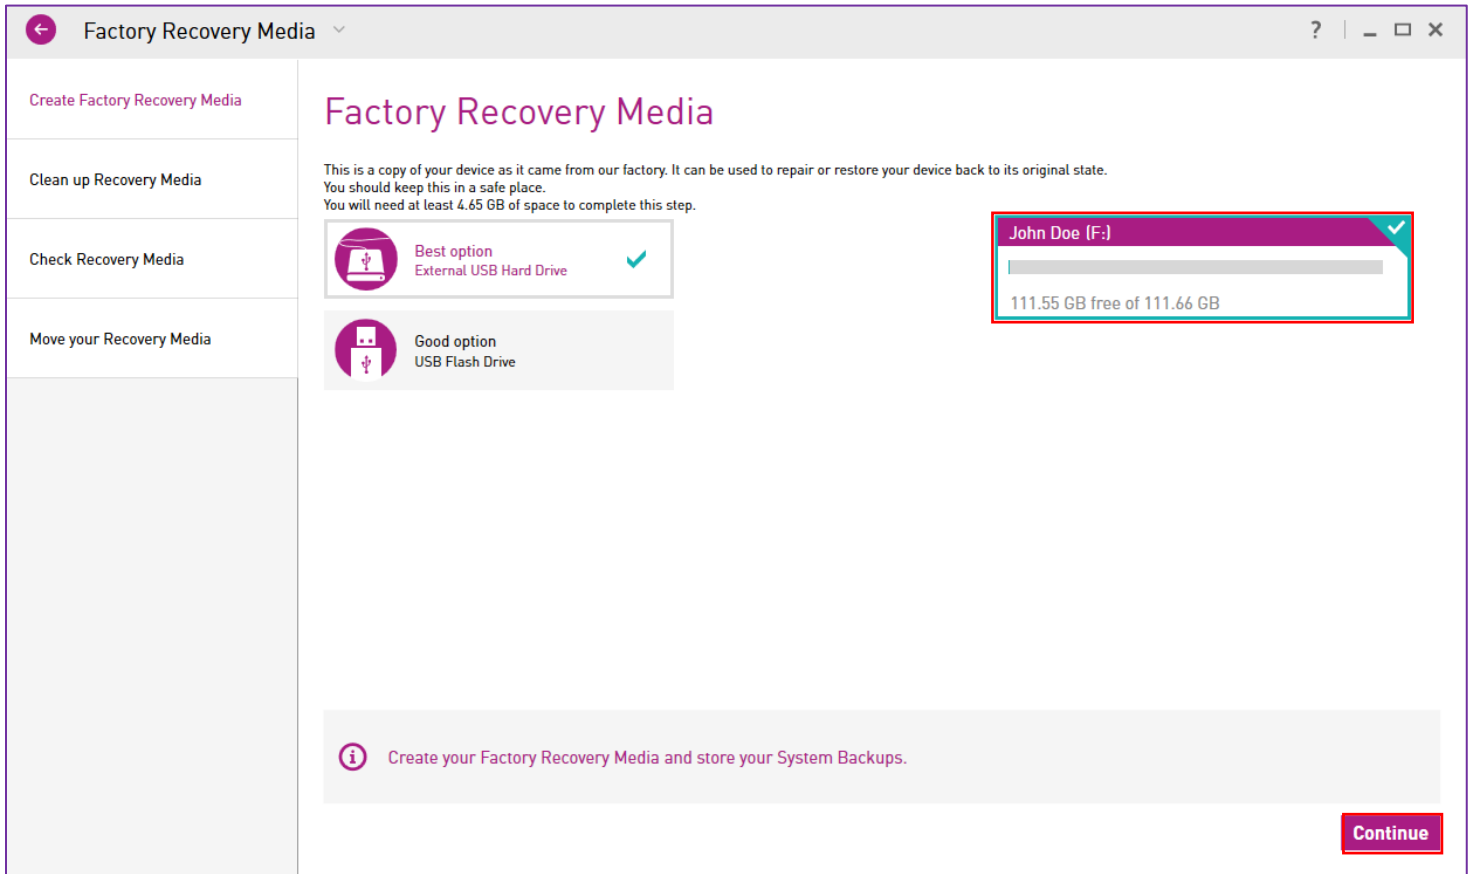 Factory Recovery Media
?
Create Factory Recovery Media
Clean up Recovery Media
Check Recovery Media
Move your Recovery Media
Factory Recovery Media
This is a copy of your device as it came from our factory. It can be used to repair or restore your device back to its original state.
You should keep this in a safe place.
You will need at least 4.65 GB of space to complete this step.
Best option
External USB Hard Drive
Good option
USB Flash Drive
John Doe (F:)
111.55 GB free of 111.66 GB
Create your Factory Recovery Media and store your System Backups.
Continue